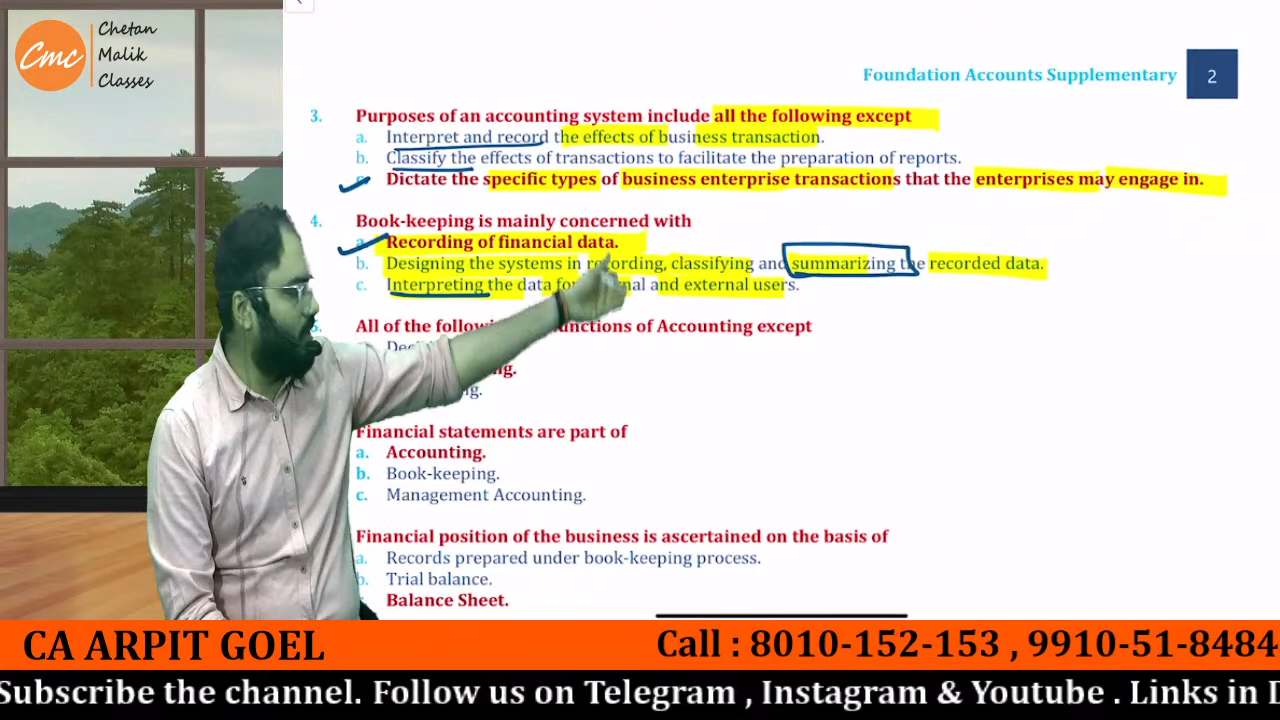 Cmc
Chetan
Malik
Classes
Foundation Accounts Supplementary 2
3. Purposes of an accounting system include all the following except
a. Interpret and record the effects of business transaction.
b. Classify the effects of transactions to facilitate the preparation of reports.
Dictate the specific types of business enterprise transactions that the enterprises may engage in.
4. Book-keeping is mainly concerned with
a. Recording of financial data.
b. Designing the systems in recording, classifying and summarizing the recorded data.
c. Interpreting the data for and external users.
All of the functions of Accounting except
Financial statements are part of
a. Accounting.
b. Book-keeping.
c. Management Accounting.
Financial position of the business is ascertained on the basis of
a. Records prepared under book-keeping process.
b. Trial balance.
Balance Sheet.
CA ARPIT GOEL Call : 8010-152-153 , 9910-51-8484
Subscribe the channel. Follow us on Telegram , Instagram & Youtube . Links in